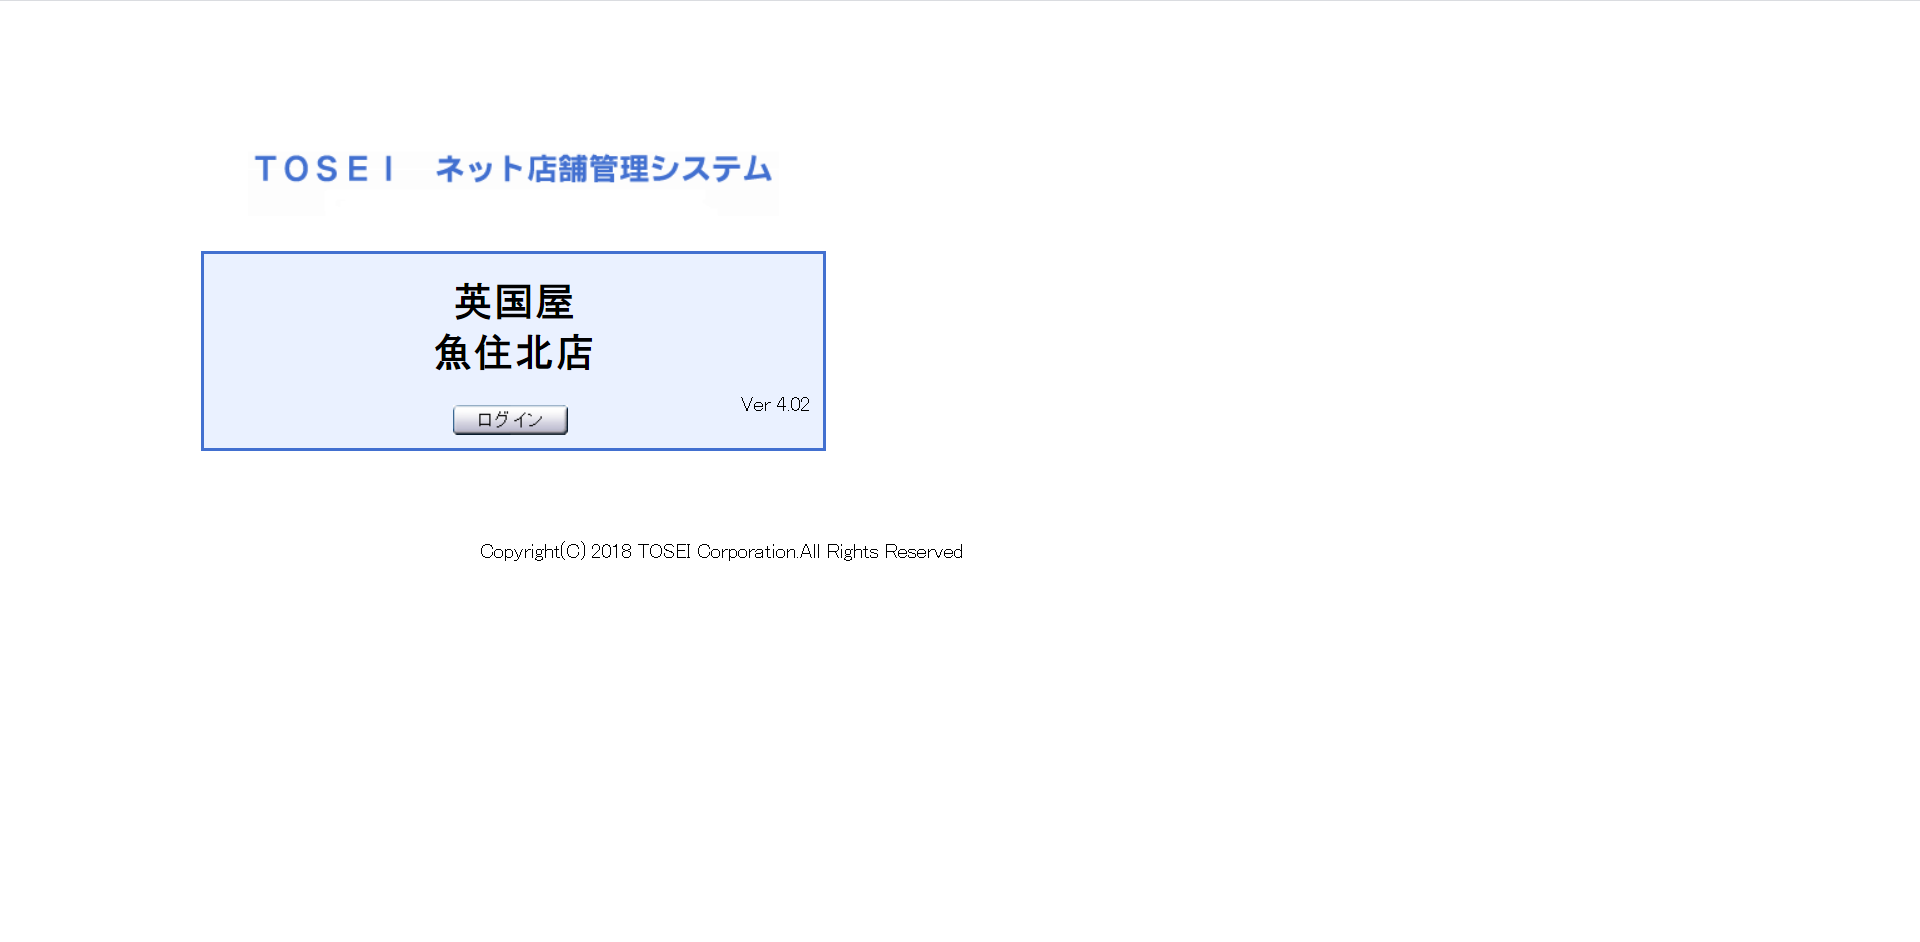 ＴＯＳＥＩ　ネット店舗管理システム
英国屋
魚住北店
Ver 4.02
ログイン
Copyright(C) 2018 TOSEI Corporation.All Rights Reserved